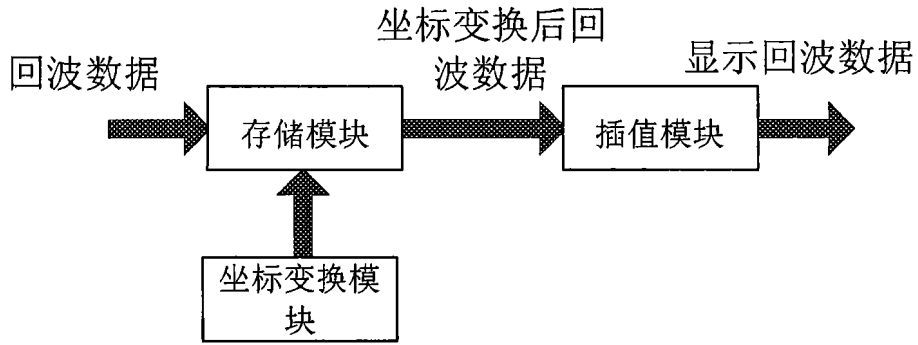 回波数据
坐标变换后回
波数据
显示回波数据
存储模块
插值模块
坐标变换模
块